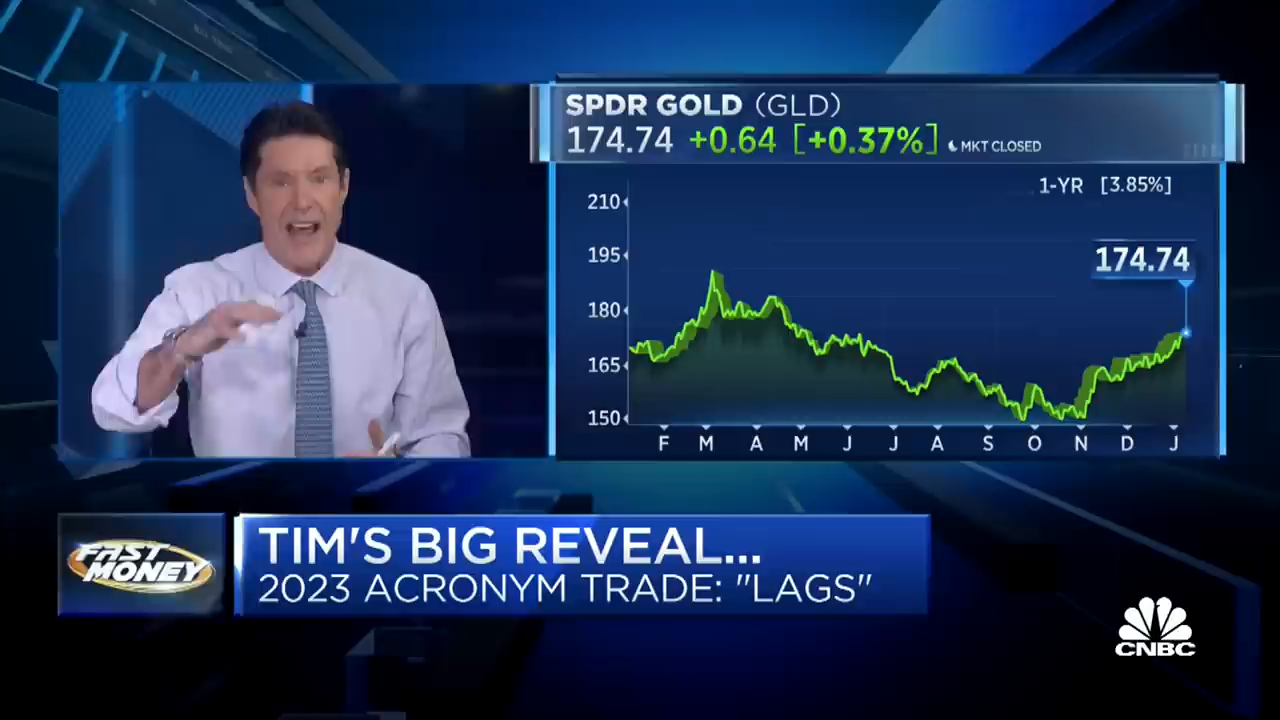 SPDR GOLD (GLD)
174.74 +0.64 [+0.37%] MKT CLOSED
1-YR [3.85%]
210
195
174.74
180
165
150
F M A M J J A S O N D J
FAST
MONEY
TIM'S BIG REVEAL...
2023 ACRONYM TRADE: "LAGS"
CNBC